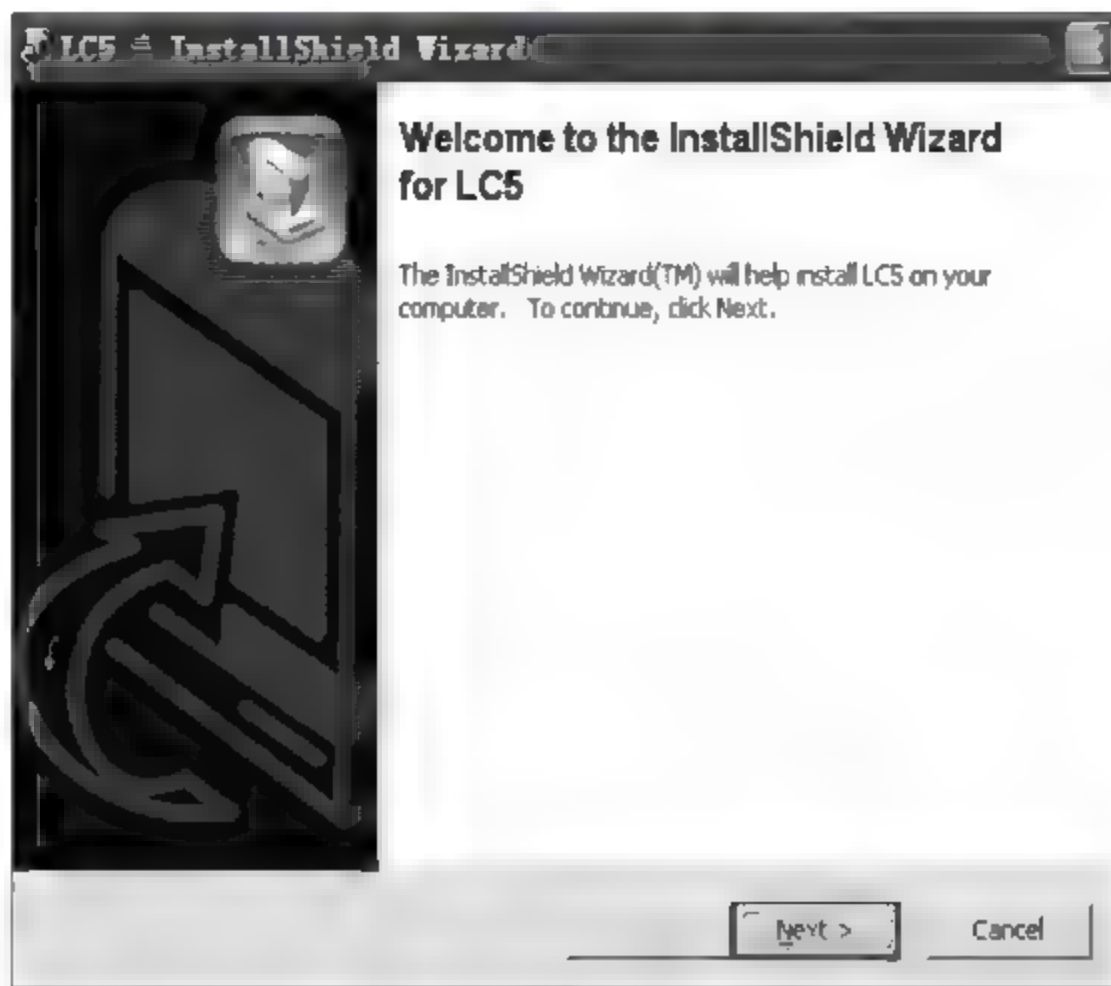 LC5 - InstallShield Wizard
Welcome to the InstallShield Wizard
for LC5
The InstallShield Wizard(TM) will help install LC5 on your
computer. To continue, click Next.
Next >
Cancel